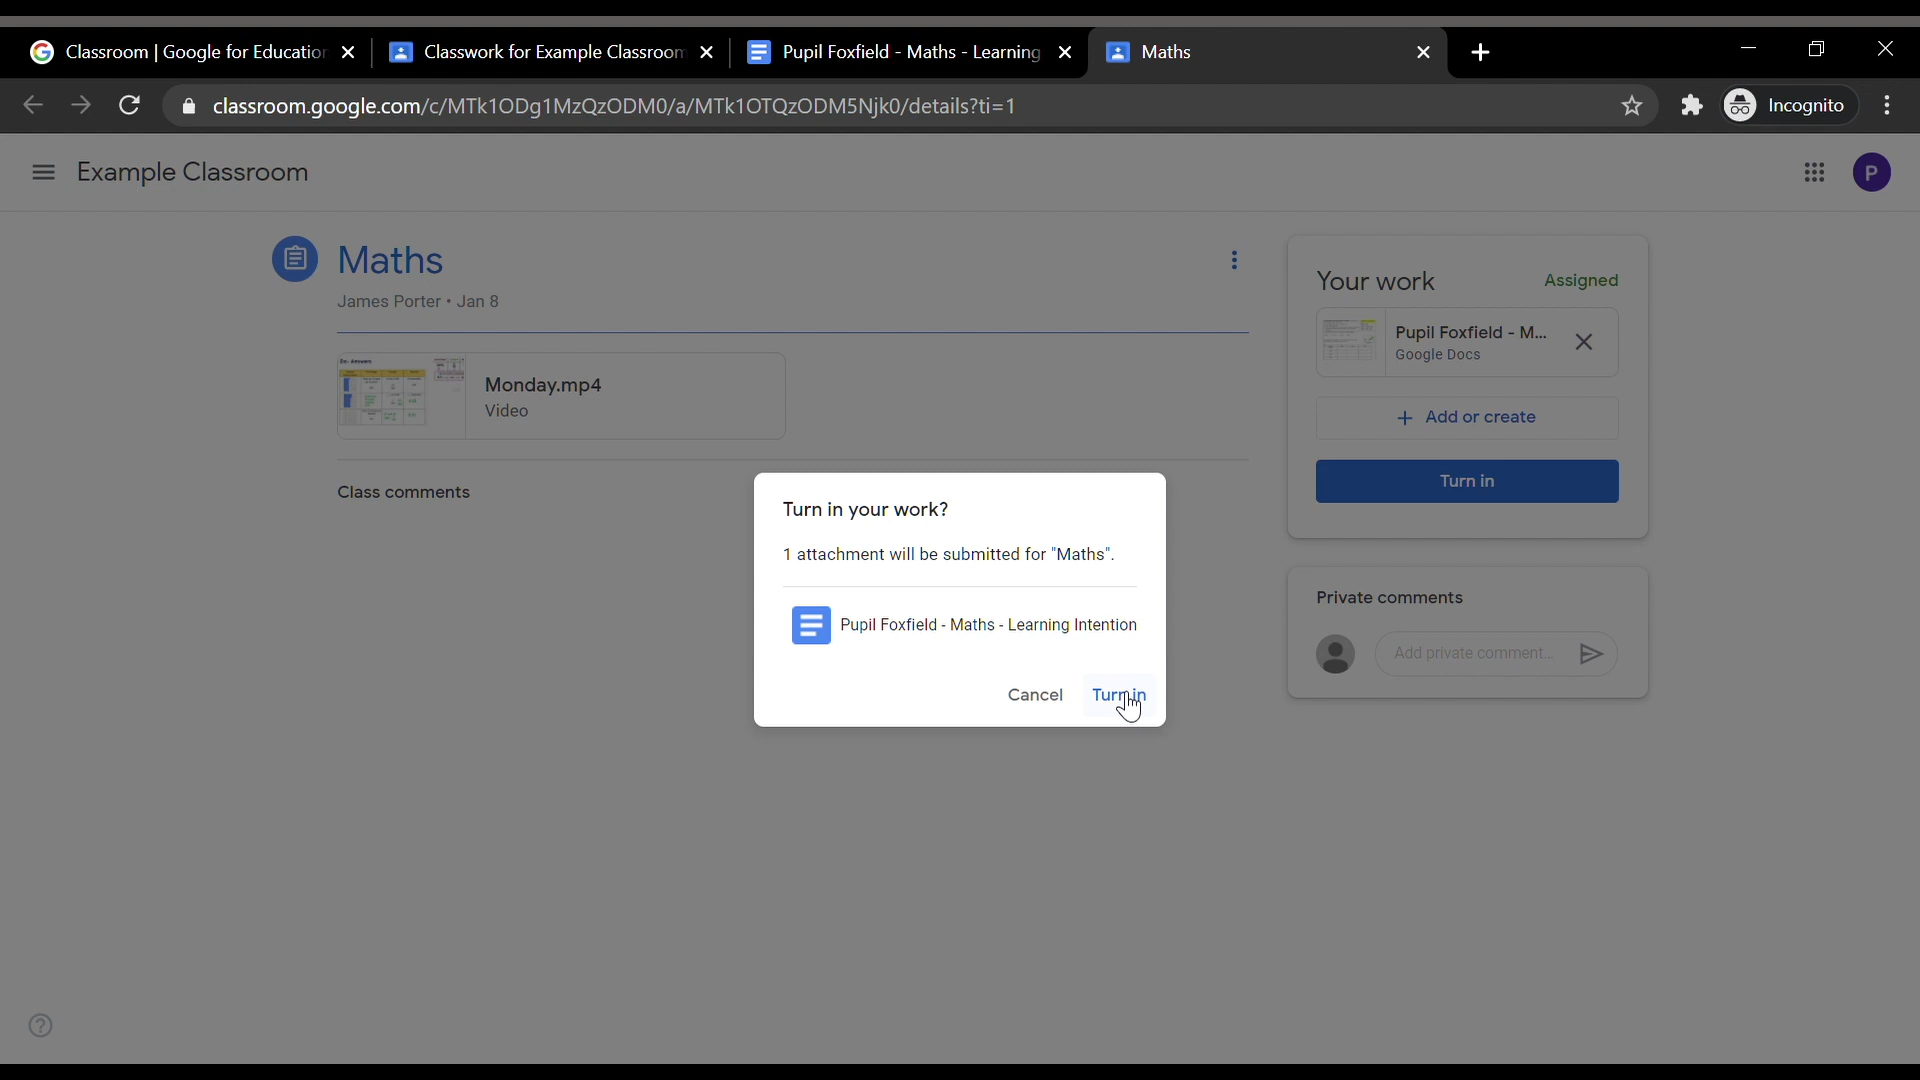 Classroom | Google for Education
Classwork for Example Classroom
Pupil Foxfield - Maths - Learning
Maths
classroom.google.com/c/MTk1ODg1MzQzODM0/a/MTk1OTQzODM5Njk0/details?ti=1
Incognito
Example Classroom
P
Maths
James Porter • Jan 8
Your work
Assigned
Pupil Foxfield - M...
Google Docs
Monday.mp4
Video
+ Add or create
Turn in
Class comments
Turn in your work?
1 attachment will be submitted for "Maths".
Pupil Foxfield - Maths - Learning Intention
Cancel
Turn in
Private comments
Add private comment...